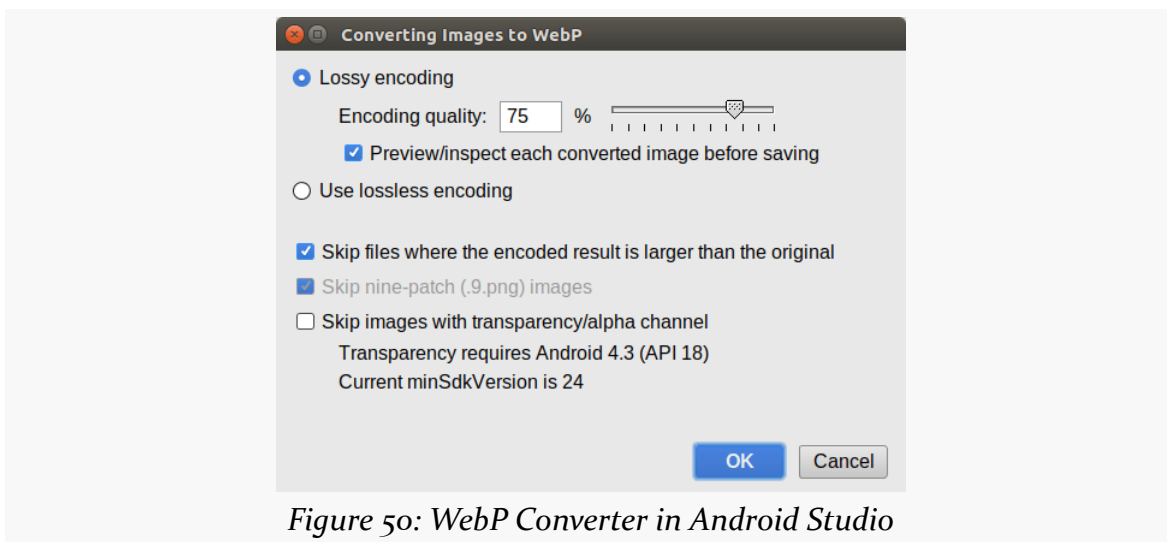 Converting Images to WebP
Lossy encoding
Encoding quality: 75 %
Preview/inspect each converted image before saving
Use lossless encoding
Skip files where the encoded result is larger than the original
Skip nine-patch (.9.png) images
Skip images with transparency/alpha channel
Transparency requires Android 4.3 (API 18)
Current minSdkVersion is 24
OK Cancel
Figure 50: WebP Converter in Android Studio